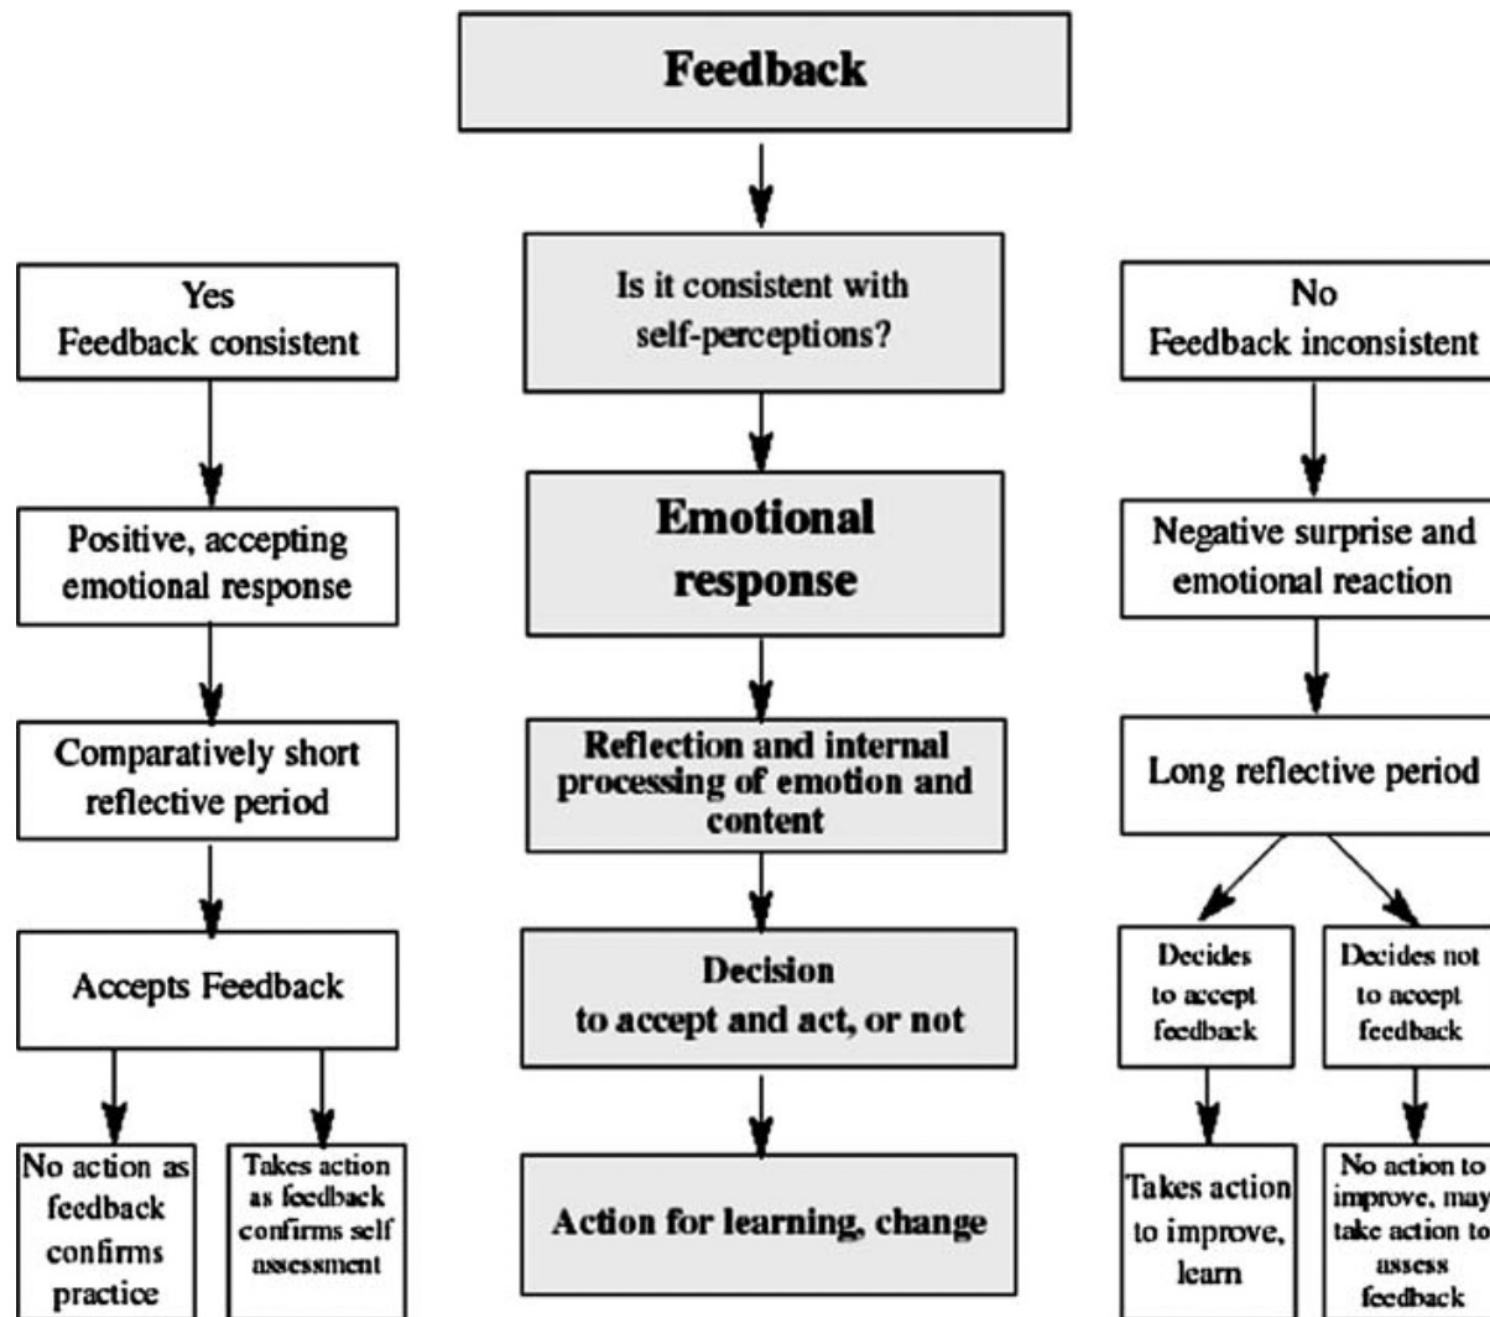 Feedback
Is it consistent with
self-perceptions?
Yes
Feedback consistent
No
Feedback inconsistent
Emotional
response
Positive, accepting
emotional response
Negative surprise and
emotional reaction
Reflection and internal
processing of emotion and
content
Comparatively short
reflective period
Long reflective period
Decision
to accept and act, or not
Accepts Feedback
Decides
to accept
feedback
Decides not
to accept
feedback
No action as
feedback
confirms
practice
Takes action
as feedback
confirms self
assessment
Action for learning, change
Takes action
to improve,
learn
No action to
improve, may
take action to
assess
feedback